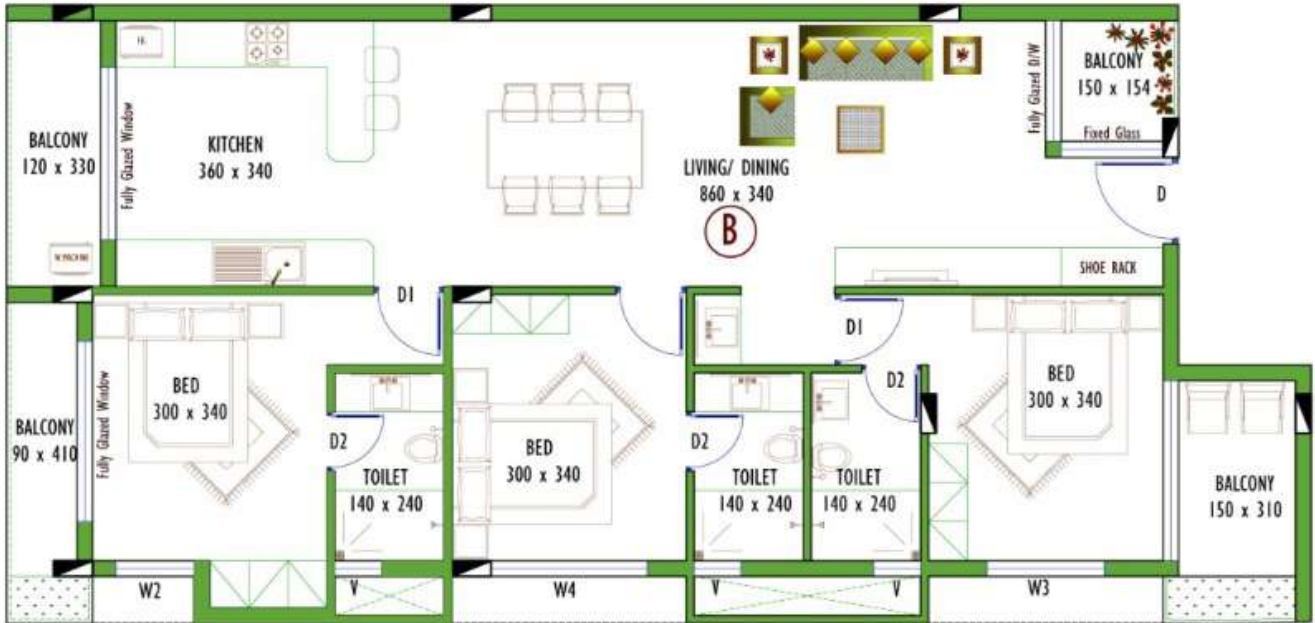 FR.
BALCONY
120 x 330
Fully Glazed Window
KITCHEN
360 x 340
LIVING/ DINING
860 x 340
B
Fully Glazed D/W
BALCONY
150 x 154
Fixed Glass
D
SHOE RACK
D1
D1
D2
BALCONY
90 x 410
Fully Glazed Window
BED
300 x 340
D2
TOILET
140 x 240
BED
300 x 340
D2
TOILET
140 x 240
TOILET
140 x 240
BED
300 x 340
BALCONY
150 x 310
W2
V
W4
V
V
W3